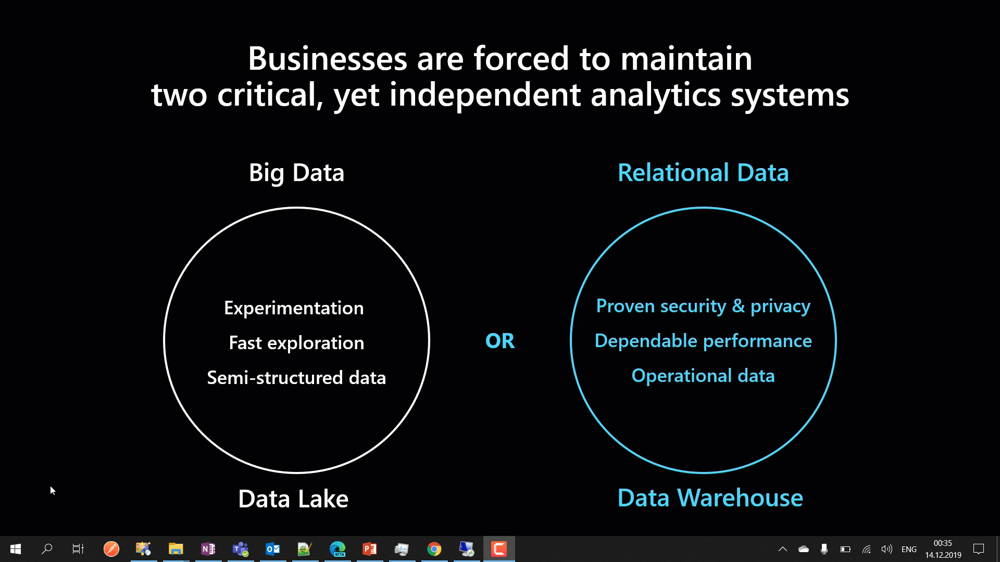 Businesses are forced to maintain
two critical, yet independent analytics systems
Big Data
Relational Data
Experimentation
Fast exploration
Semi-structured data
OR
Proven security & privacy
Dependable performance
Operational data
Data Lake
Data Warehouse
BETA
ENG
00:35
14.12.2019